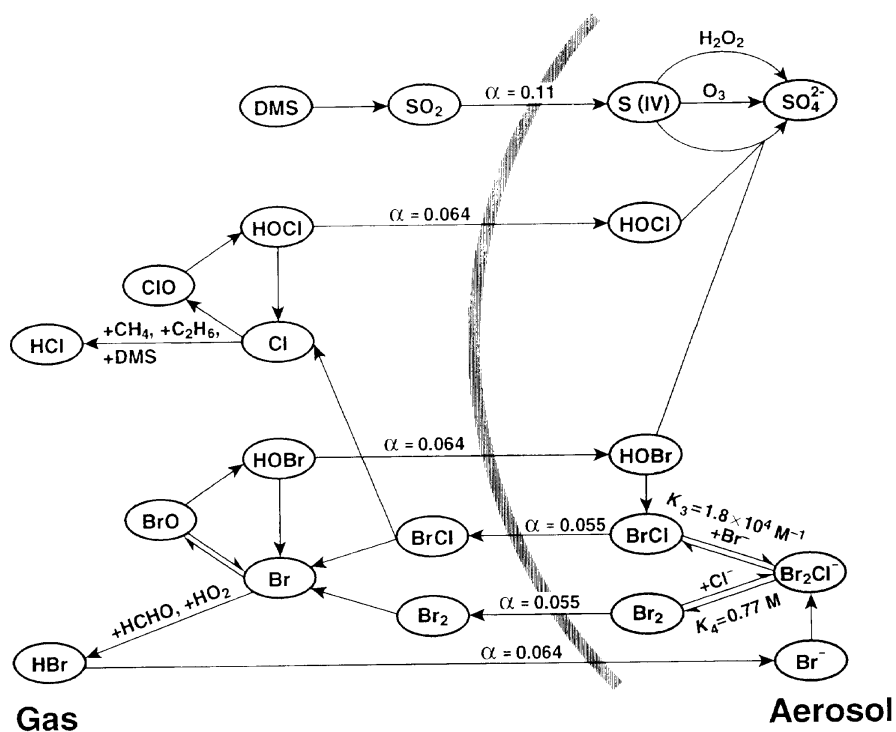 H₂O₂
DMS
SO₂
α = 0.11
S (IV)
O₃
SO₄²⁻
HOCl
α = 0.064
HOCl
ClO
HCl
+CH₄, +C₂H₆,
+DMS
Cl
HOBr
α = 0.064
HOBr
BrO
BrCl
α = 0.055
BrCl
K₃=1.8×10⁴ M⁻¹
+Br⁻
Br
Br₂Cl⁻
+HCHO, +HO₂
Br₂
α = 0.055
Br₂
+Cl⁻
K₄=0.77 M
HBr
α = 0.064
Br⁻
Gas
Aerosol